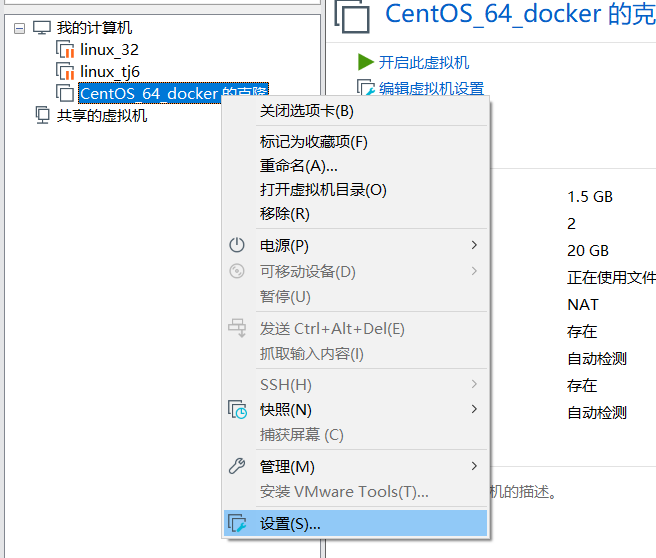 我的计算机
linux_32
linux_tj6
CentOS_64_docker 的克隆
共享的虚拟机
CentOS_64_docker 的克
开启此虚拟机
编辑虚拟机设置
关闭选项卡(B)
标记为收藏项(F)
重命名(A)...
打开虚拟机目录(O)
移除(R)
电源(P)
可移动设备(D)
暂停(U)
发送 Ctrl+Alt+Del(E)
抓取输入内容(I)
SSH(H)
快照(N)
捕获屏幕 (C)
管理(M)
安装 VMware Tools(T)...
设置(S)...
1.5 GB
2
20 GB
正在使用文件
NAT
存在
自动检测
存在
自动检测
机的描述。